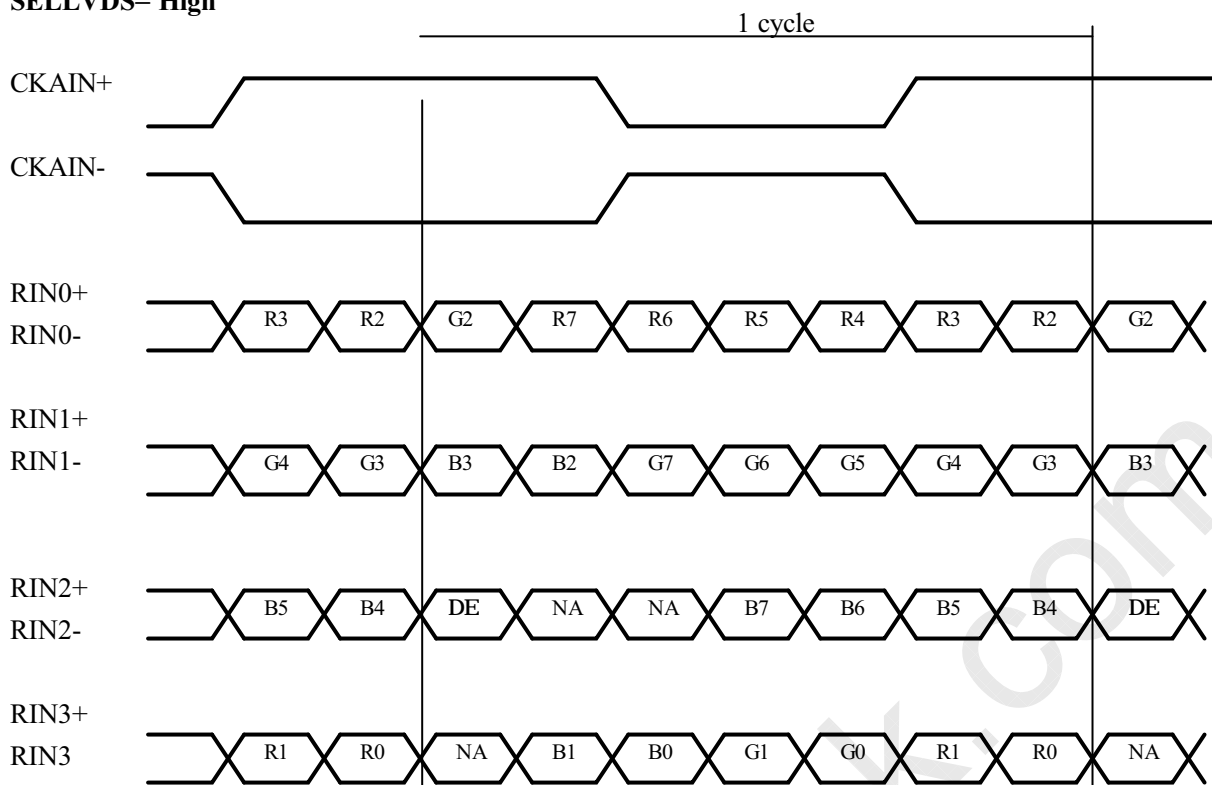 SELLVDS= High
1 cycle
CKAIN+
CKAIN-
RIN0+
R3 R2 G2 R7 R6 R5 R4 R3 R2 G2
RIN0-
RIN1+
RIN1- G4 G3 B3 B2 G7 G6 G5 G4 G3 B3
RIN2+
B5 B4 DE NA NA B7 B6 B5 B4 DE
RIN2-
RIN3+
RIN3 R1 R0 NA B1 B0 G1 G0 R1 R0 NA
k.com